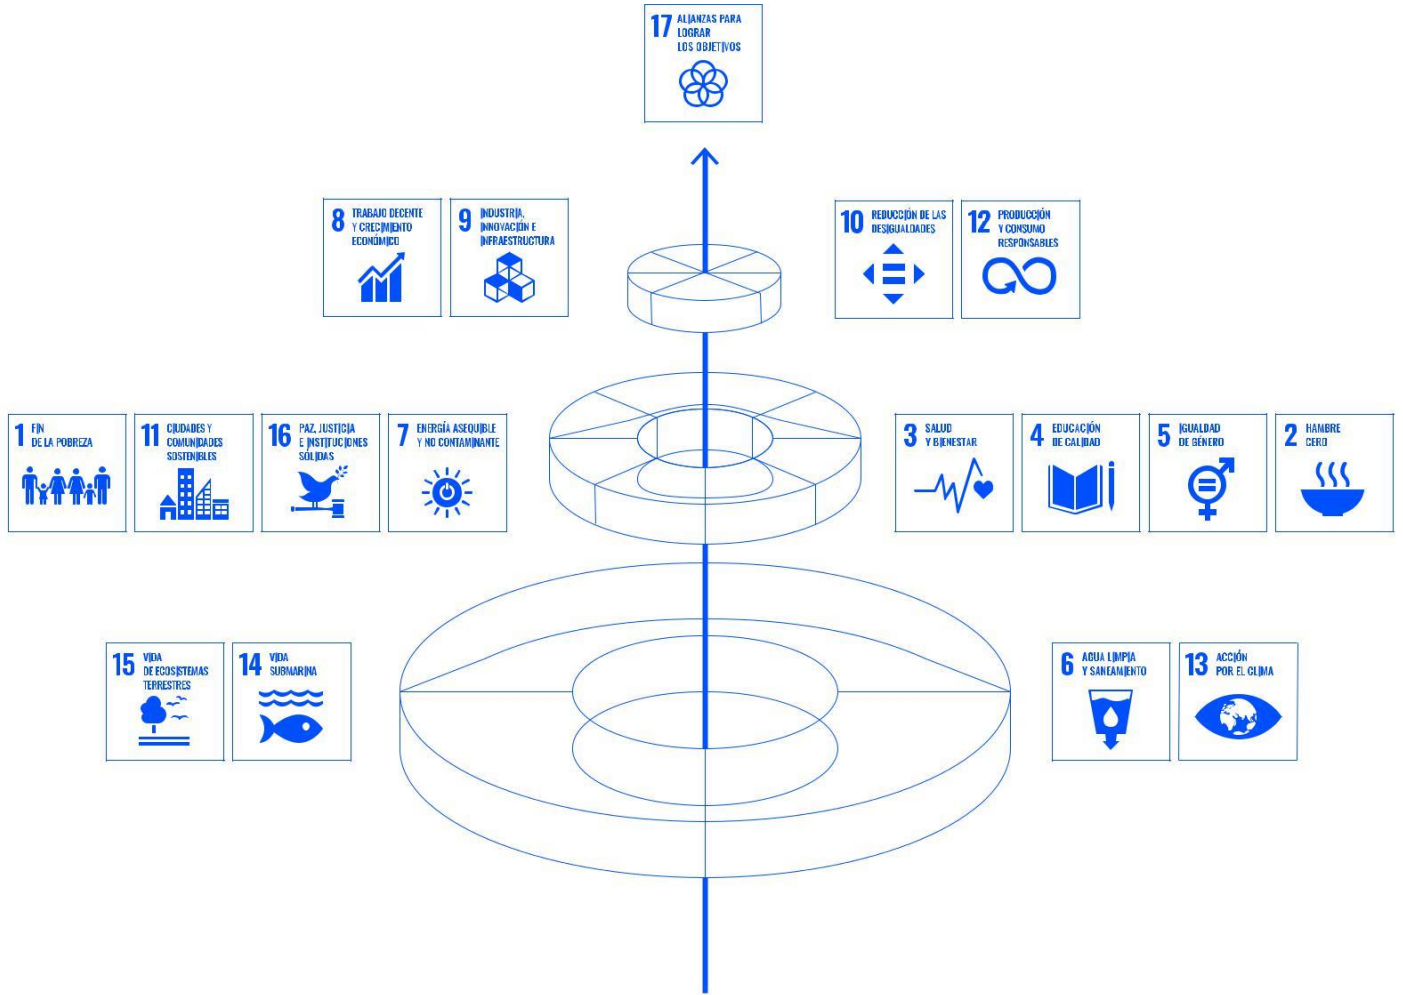 17 ALIANZAS PARA
LOGRAR
LOS OBJETIVOS
8 TRABAJO DECENTE
Y CRECIMIENTO
ECONÓMICO
9 INDUSTRIA,
INNOVACIÓN E
INFRAESTRUCTURA
10 REDUCCIÓN DE LAS
DESIGUALDADES
12 PRODUCCIÓN
Y CONSUMO
RESPONSABLES
1 FIN
DE LA POBREZA
11 CIUDADES Y
COMUNIDADES
SOSTENIBLES
16 PAZ, JUSTICIA
E INSTITUCIONES
SÓLIDAS
7 ENERGÍA ASEQUIBLE
Y NO CONTAMINANTE
3 SALUD
Y BIENESTAR
4 EDUCACIÓN
DE CALIDAD
5 IGUALDAD
DE GÉNERO
2 HAMBRE
CERO
15 VIDA
DE ECOSISTEMAS
TERRESTRES
14 VIDA
SUBMARINA
6 AGUA LIMPIA
Y SANEAMIENTO
13 ACCIÓN
POR EL CLIMA